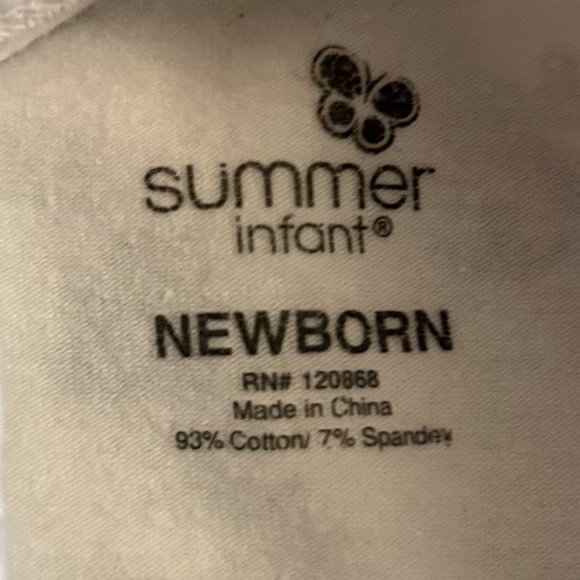 summer
infant®
NEWBORN
RN# 120868
Made in China
93% Cotton/ 7% Spandex